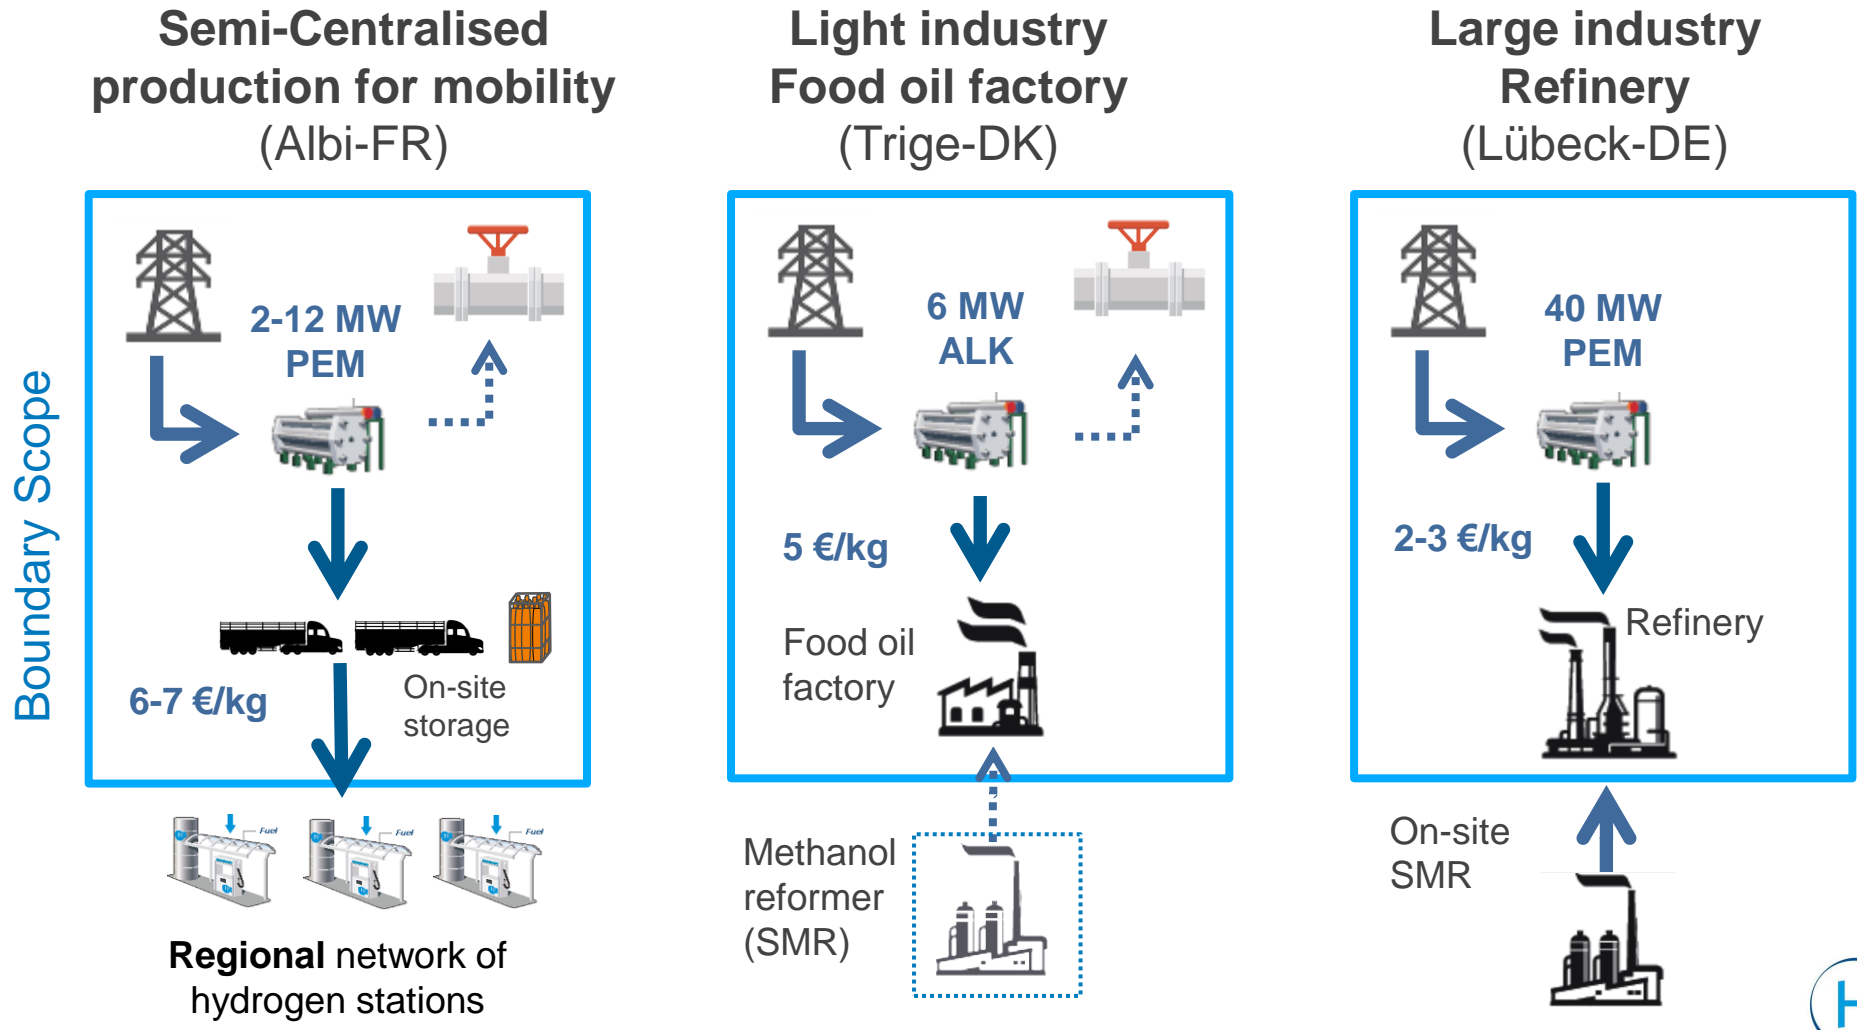 Semi-Centralised
production for mobility
(Albi-FR)
Light industry
Food oil factory
(Trige-DK)
Large industry
Refinery
(Lübeck-DE)
Boundary Scope
2-12 MW
PEM
6-7 €/kg
On-site
storage
Fuel
Fuel
Fuel
Regional network of
hydrogen stations
6 MW
ALK
5 €/kg
Food oil
factory
Methanol
reformer
(SMR)
40 MW
PEM
2-3 €/kg
Refinery
On-site
SMR
H